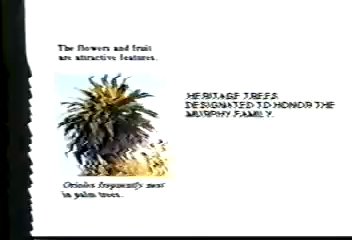 The flowers and fruit
are attractive features.
HERITAGE TREES
DESIGNATED TO HONOR THE
MURPHY FAMILY.
Orioles frequently nest
in palm trees.